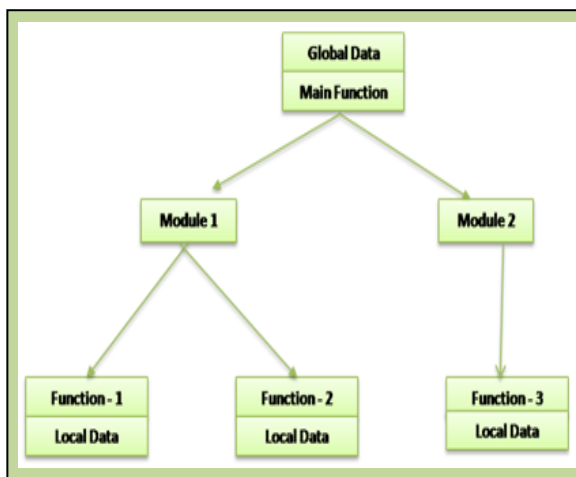 Global Data
Main Function
Module 1
Module 2
Function - 1
Local Data
Function - 2
Local Data
Function - 3
Local Data